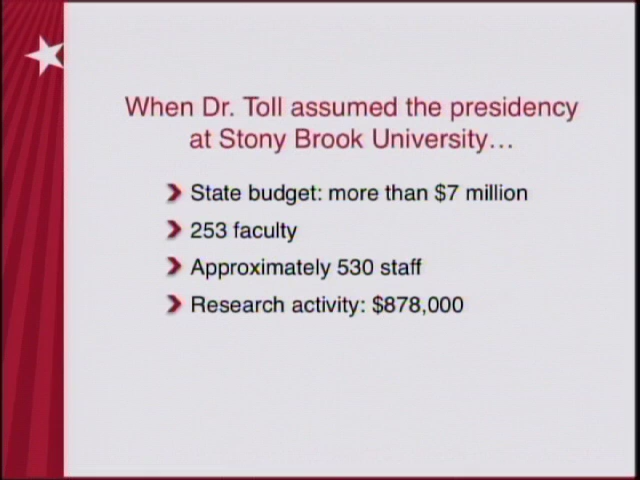 When Dr. Toll assumed the presidency
at Stony Brook University…
State budget: more than $7 million
253 faculty
Approximately 530 staff
Research activity: $878,000